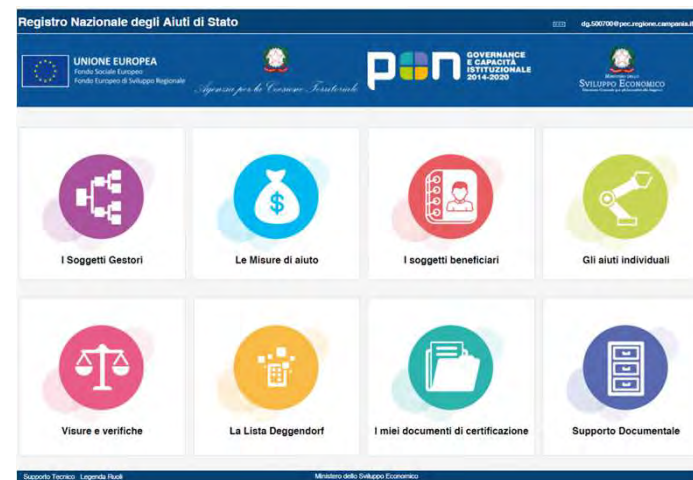 Registro Nazionale degli Aiuti di Stato
dg.500700@pec.regione.campania.it
UNIONE EUROPEA
Fondo Sociale Europeo
Fondo Europeo di Sviluppo Regionale
Agenzia per la Coesione Territoriale
pon
GOVERNANCE
E CAPACITÀ
ISTITUZIONALE
2014-2020
MINISTERO DELLO
SVILUPPO ECONOMICO
I Soggetti Gestori
$
Le Misure di aiuto
I soggetti beneficiari
Gli aiuti individuali
Visure e verifiche
La Lista Deggendorf
I miei documenti di certificazione
Supporto Documentale
Supporto Tecnico Legenda Ruoli
Ministero dello Sviluppo Economico